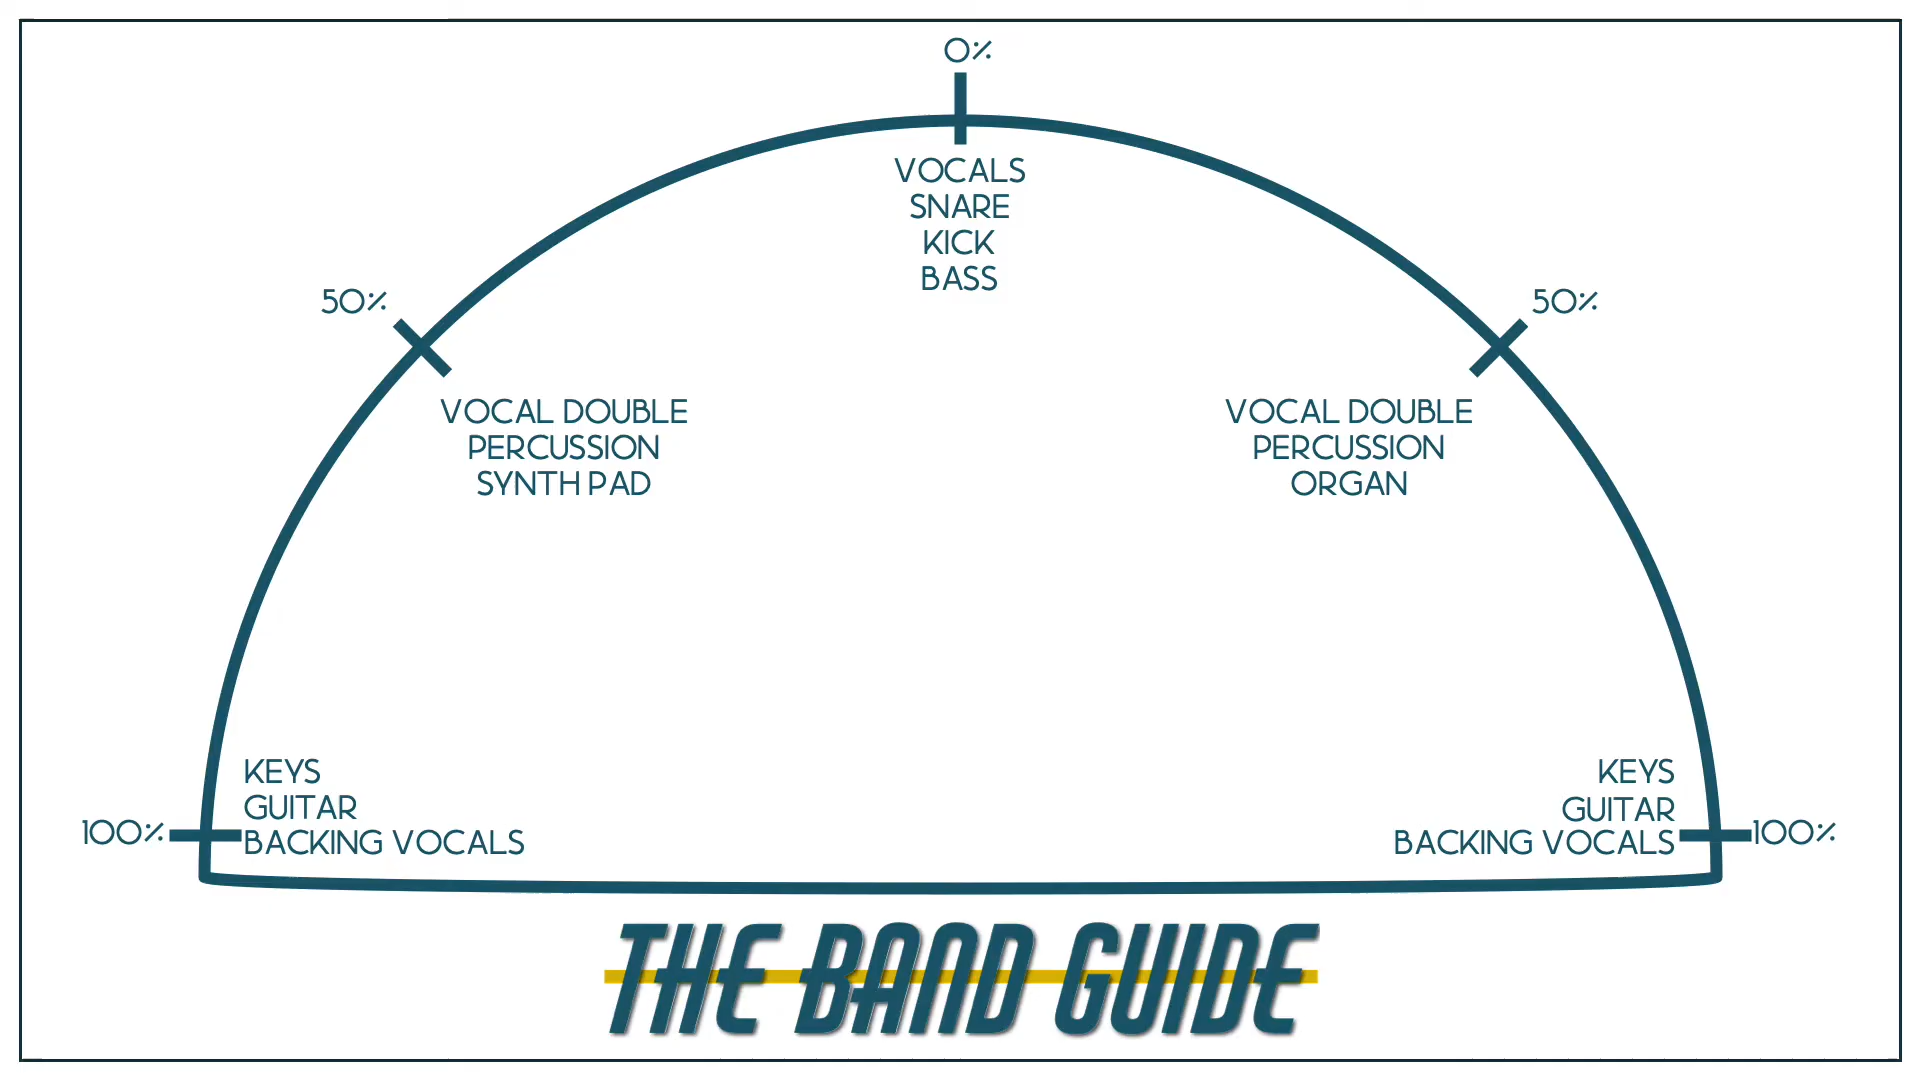 0%
VOCALS
SNARE
KICK
BASS
50%
VOCAL DOUBLE
PERCUSSION
SYNTH PAD
50%
VOCAL DOUBLE
PERCUSSION
ORGAN
100%
KEYS
GUITAR
BACKING VOCALS
KEYS
GUITAR
BACKING VOCALS
100%
THE BAND GUIDE